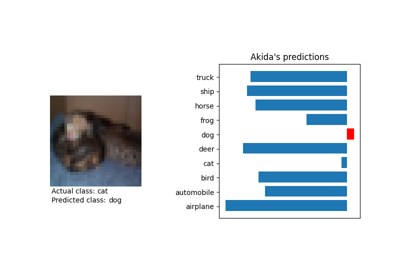 Akida's predictions
truck
ship
horse
frog
dog
deer
cat
bird
automobile
airplane
Actual class: cat
Predicted class: dog